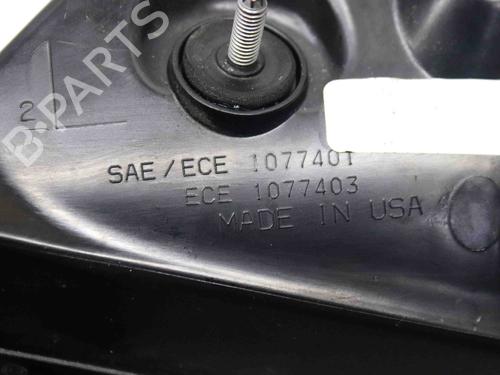 B-PARTS
2
SAE/ECE 1077401
ECE 1077403
MADE IN USA